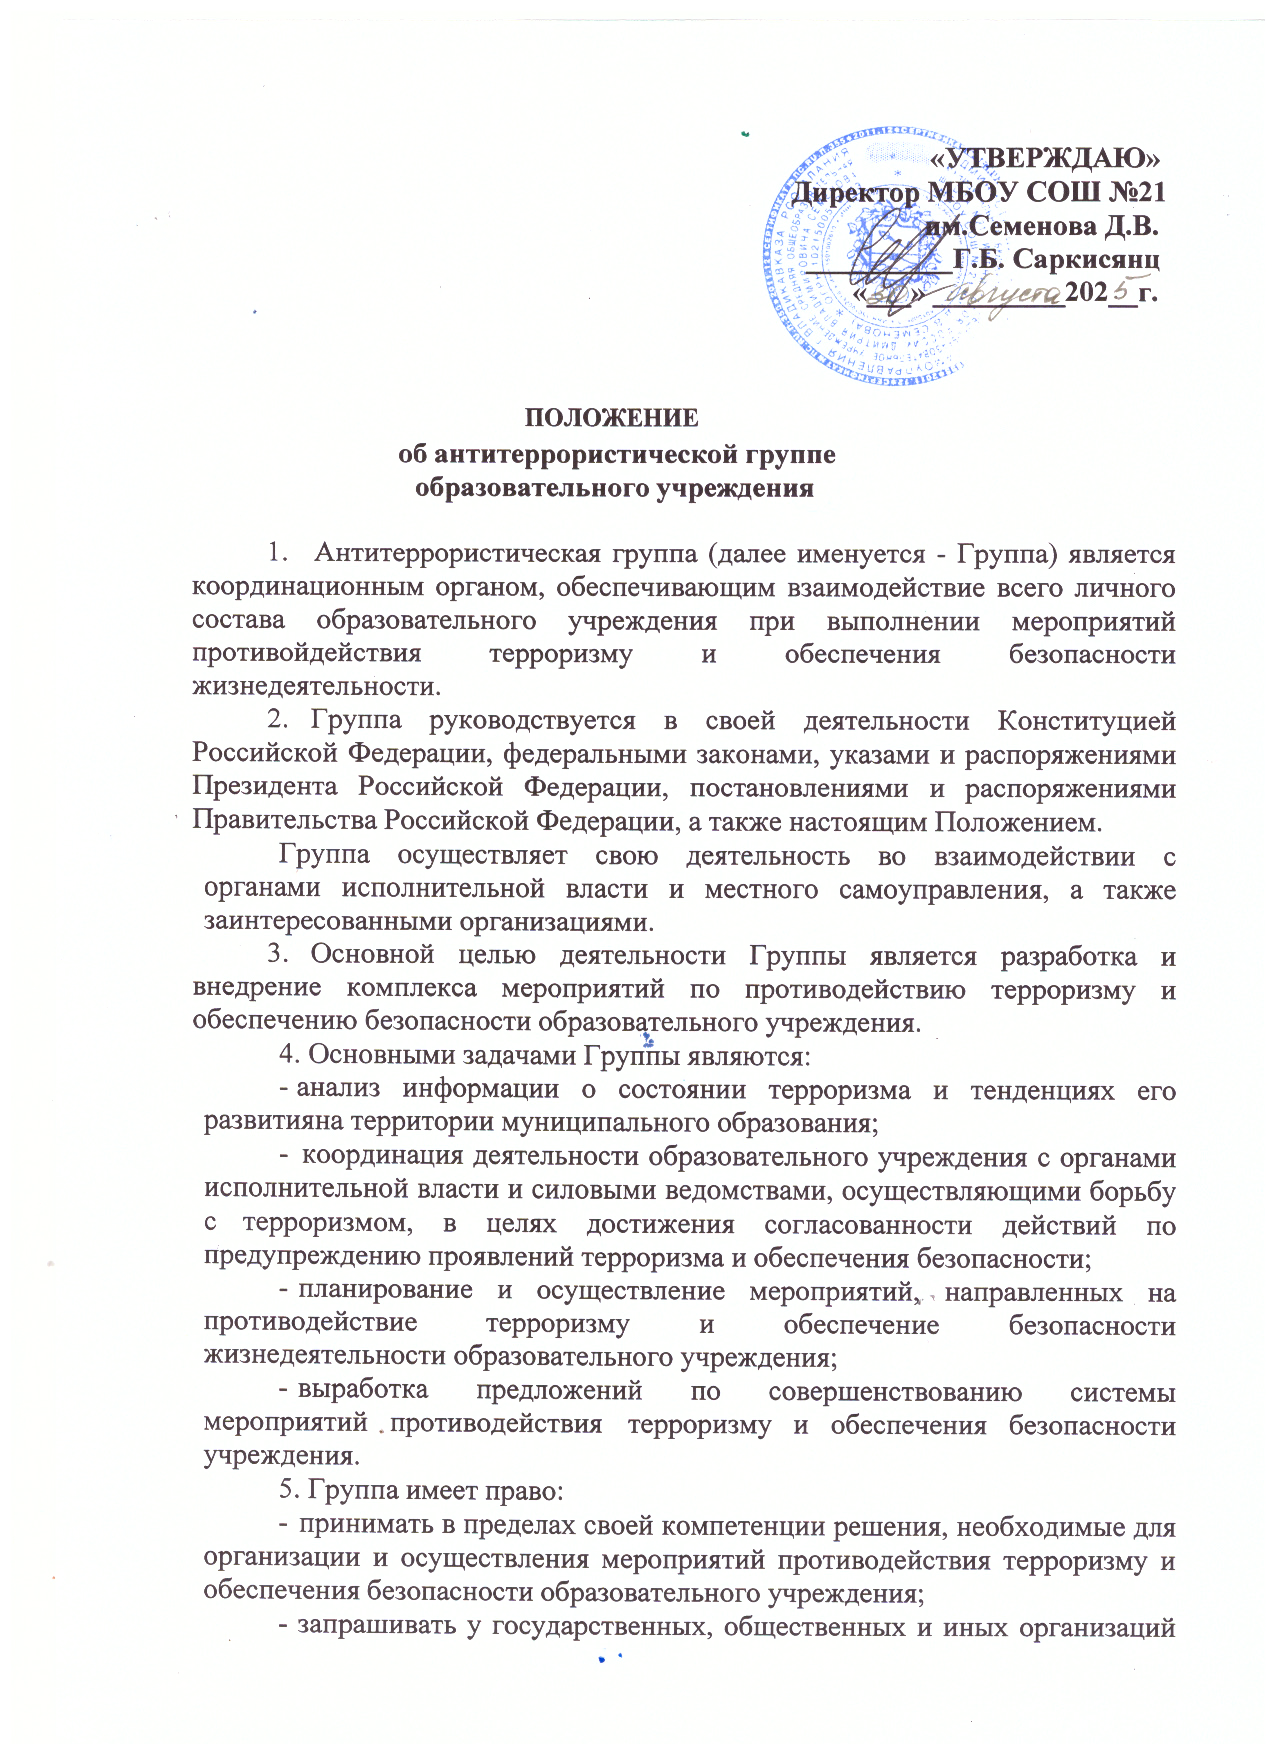 «УТВЕРЖДАЮ»
Директор МБОУ СОШ №21
им.Семенова Д.В.
__________Г.Б. Саркисянц
«30» августа 2025 г.
ПОЛОЖЕНИЕ
об антитеррористической группе
образовательного учреждения
1. Антитеррористическая группа (далее именуется - Группа) является
координационным органом, обеспечивающим взаимодействие всего личного
состава образовательного учреждения при выполнении мероприятий
противойдействия терроризму и обеспечения безопасности
жизнедеятельности.
2. Группа руководствуется в своей деятельности Конституцией
Российской Федерации, федеральными законами, указами и распоряжениями
Президента Российской Федерации, постановлениями и распоряжениями
Правительства Российской Федерации, а также настоящим Положением.
Группа осуществляет свою деятельность во взаимодействии с
органами исполнительной власти и местного самоуправления, а также
заинтересованными организациями.
3. Основной целью деятельности Группы является разработка и
внедрение комплекса мероприятий по противодействию терроризму и
обеспечению безопасности образовательного учреждения.
4. Основными задачами Группы являются:
- анализ информации о состоянии терроризма и тенденциях его
развитияна территории муниципального образования;
- координация деятельности образовательного учреждения с органами
исполнительной власти и силовыми ведомствами, осуществляющими борьбу
с терроризмом, в целях достижения согласованности действий по
предупреждению проявлений терроризма и обеспечения безопасности;
- планирование и осуществление мероприятий, направленных на
противодействие терроризму и обеспечение безопасности
жизнедеятельности образовательного учреждения;
- выработка предложений по совершенствованию системы
мероприятий противодействия терроризму и обеспечения безопасности
учреждения.
5. Группа имеет право:
- принимать в пределах своей компетенции решения, необходимые для
организации и осуществления мероприятий противодействия терроризму и
обеспечения безопасности образовательного учреждения;
- запрашивать у государственных, общественных и иных организаций